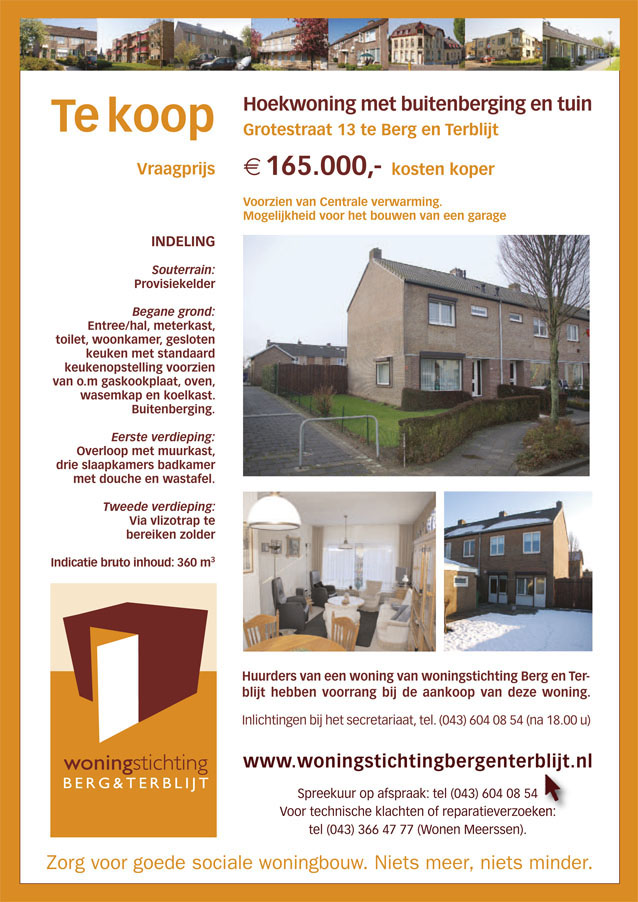 Te koop
Hoekwoning met buitenberging en tuin
Grotestraat 13 te Berg en Terblijt
Vraagprijs
€ 165.000,- kosten koper
Voorzien van Centrale verwarming.
Mogelijkheid voor het bouwen van een garage
INDELING
Souterrain:
Provisiekelder
Begane grond:
Entree/hal, meterkast,
toilet, woonkamer, gesloten
keuken met standaard
keukenopstelling voorzien
van o.m gaskookplaat, oven,
wasemkap en koelkast.
Buitenberging.
Eerste verdieping:
Overloop met muurkast,
drie slaapkamers badkamer
met douche en wastafel.
Tweede verdieping:
Via vlizotrap te
bereiken zolder
Indicatie bruto inhoud: 360 m³
woningstichting
BERG&TERBLIJT
Huurders van een woning van woningstichting Berg en Ter-
blijt hebben voorrang bij de aankoop van deze woning.
Inlichtingen bij het secretariaat, tel. (043) 604 08 54 (na 18.00 u)
www.woningstichtingbergenterblijt.nl
Spreekuur op afspraak: tel (043) 604 08 54
Voor technische klachten of reparatieverzoeken:
tel (043) 366 47 77 (Wonen Meerssen).
Zorg voor goede sociale woningbouw. Niets meer, niets minder.